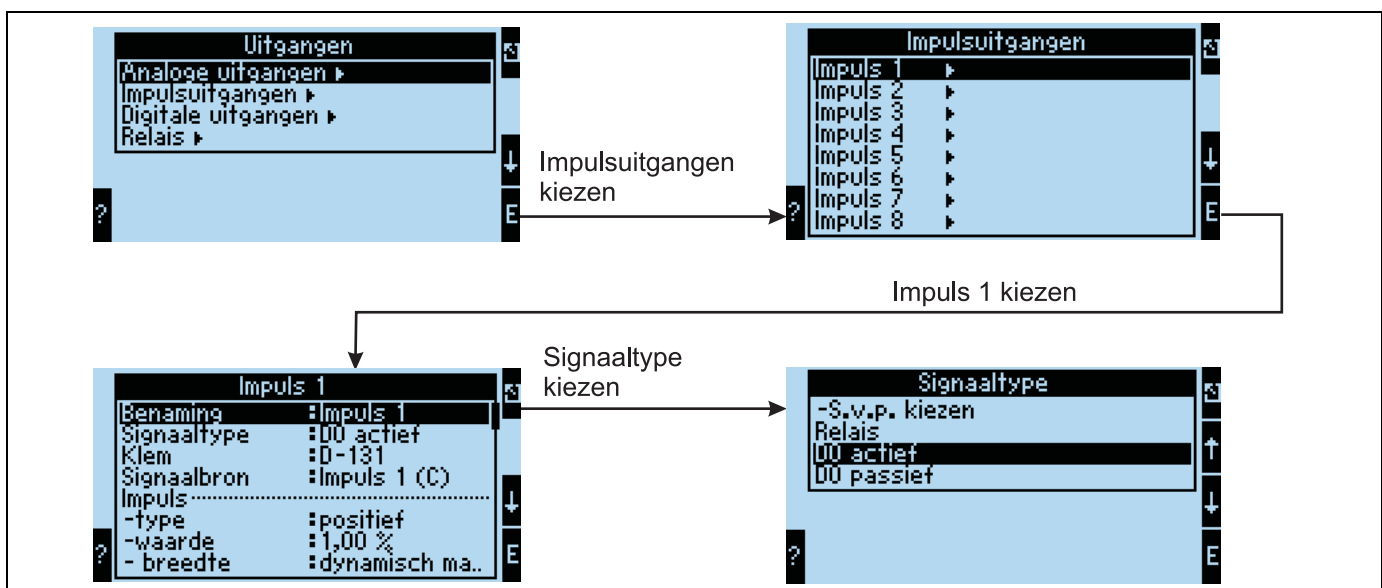 Uitgangen
Analoge uitgangen ▶
Impulsuitgangen ▶
Digitale uitgangen ▶
Relais ▶
↓
?
E
Impulsuitgangen
kiezen
Impulsuitgangen
Impuls 1 ▶
Impuls 2 ▶
Impuls 3 ▶
Impuls 4 ▶
Impuls 5 ▶
Impuls 6 ▶
Impuls 7 ▶
Impuls 8 ▶
↓
?
E
Impuls 1 kiezen
Impuls 1
Benaming :Impuls 1
Signaaltype :DO actief
Klem :D-131
Signaalbron :Impuls 1 (C)
Impuls
-type :positief
-waarde :1,00 %
- breedte :dynamisch ma..
↓
?
E
Signaaltype
kiezen
Signaaltype
-S.v.p. kiezen
Relais
DO actief
DO passief
↑
↓
?
E